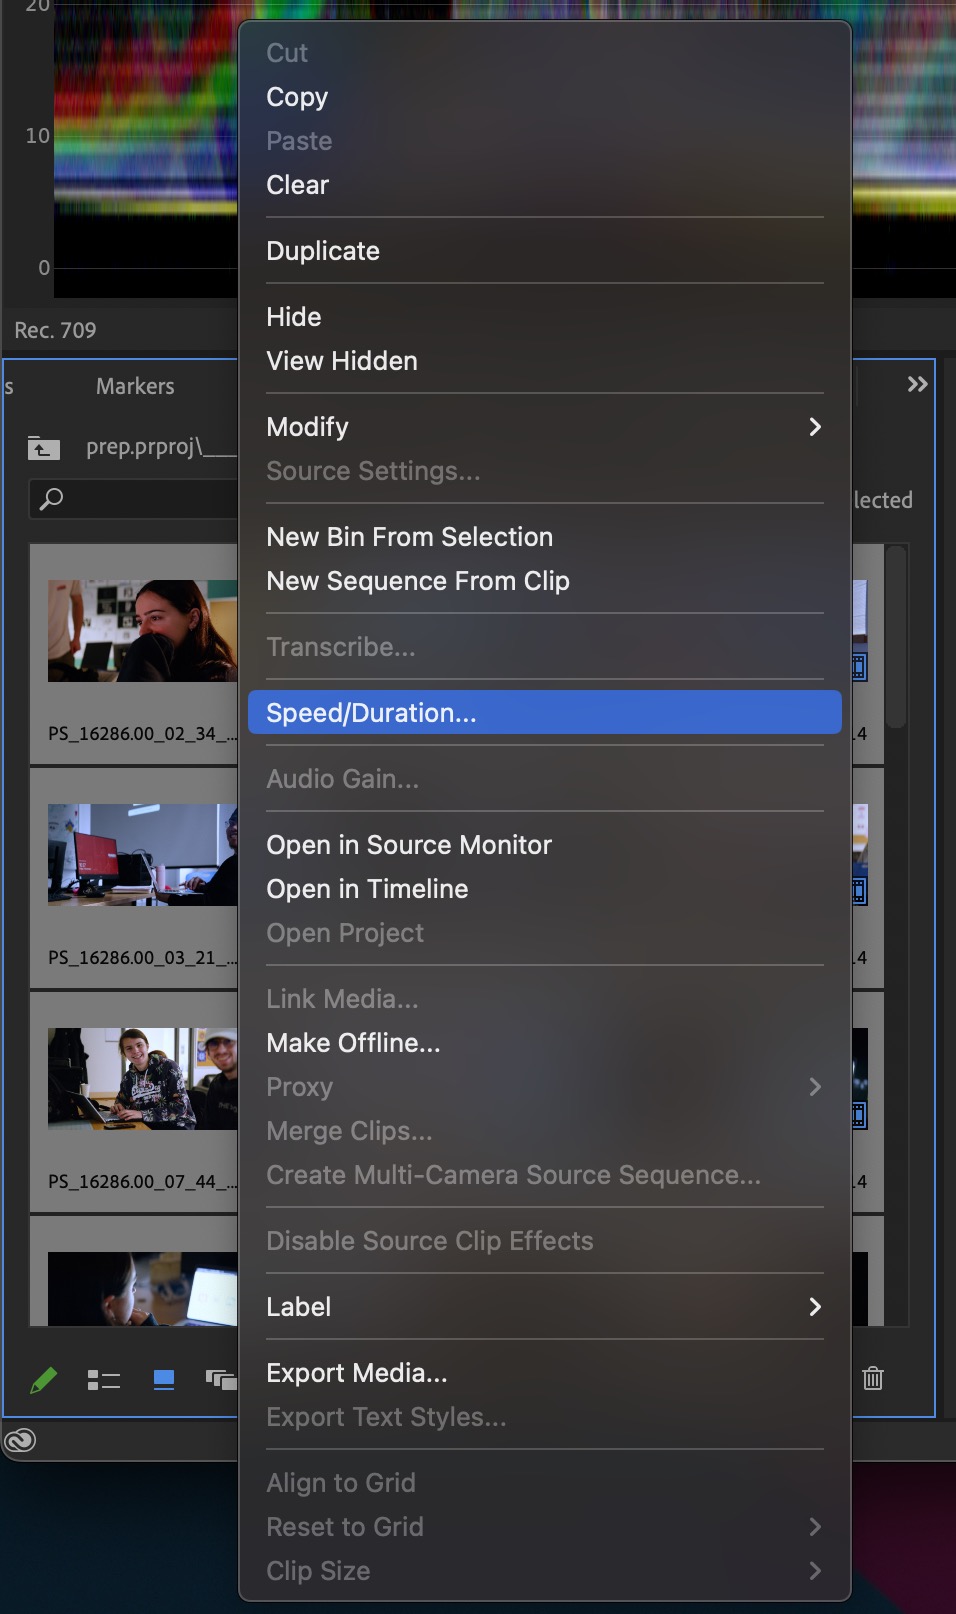 20
Cut
Copy
10
Paste
Clear
Duplicate
0
Hide
Rec. 709
View Hidden
s
Markers
Modify
prep.prproj\___
Source Settings...
lected
New Bin From Selection
New Sequence From Clip
Transcribe...
Speed/Duration...
PS_16286.00_02_34_...
14
Audio Gain...
Open in Source Monitor
Open in Timeline
Open Project
PS_16286.00_03_21_...
14
Link Media...
Make Offline...
Proxy
Merge Clips...
Create Multi-Camera Source Sequence...
PS_16286.00_07_44_...
14
Disable Source Clip Effects
Label
Export Media...
Export Text Styles...
Align to Grid
Reset to Grid
Clip Size